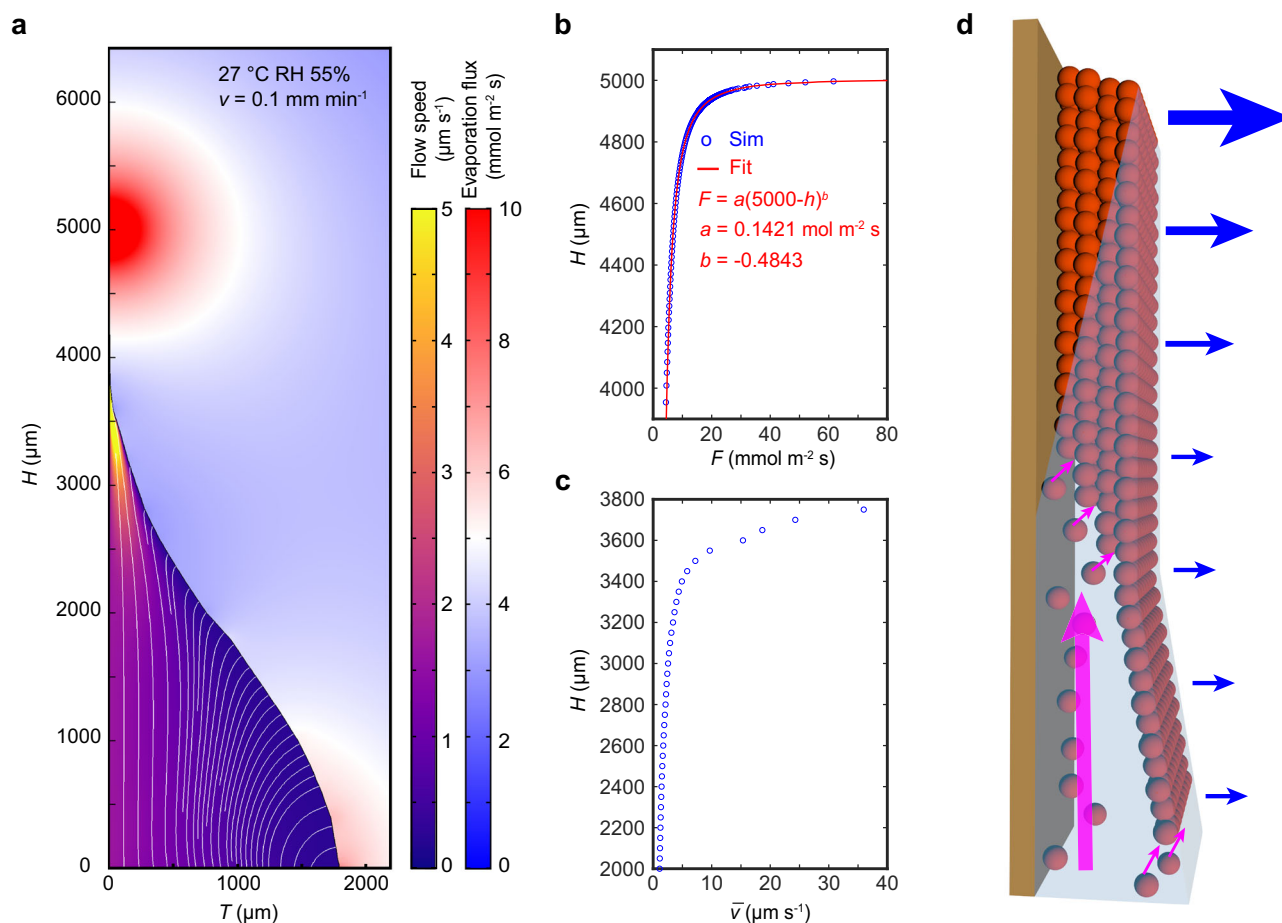 a
27 °C RH 55%
v = 0.1 mm min⁻¹
6000
5000
4000
3000
2000
1000
0
H (µm)
0
1000
2000
T (µm)
Flow speed
(µm s⁻¹)
5
4
3
2
1
0
Evaporation flux
(mmol m⁻² s)
10
8
6
4
2
0
b
5000
4800
4600
4400
4200
4000
H (µm)
Sim
Fit
F = a(5000-h)ᵇ
a = 0.1421 mol m⁻² s
b = -0.4843
0
20
40
60
80
F (mmol m⁻² s)
c
3800
3600
3400
3200
3000
2800
2600
2400
2200
2000
H (µm)
0
10
20
30
40
v̅ (µm s⁻¹)
d